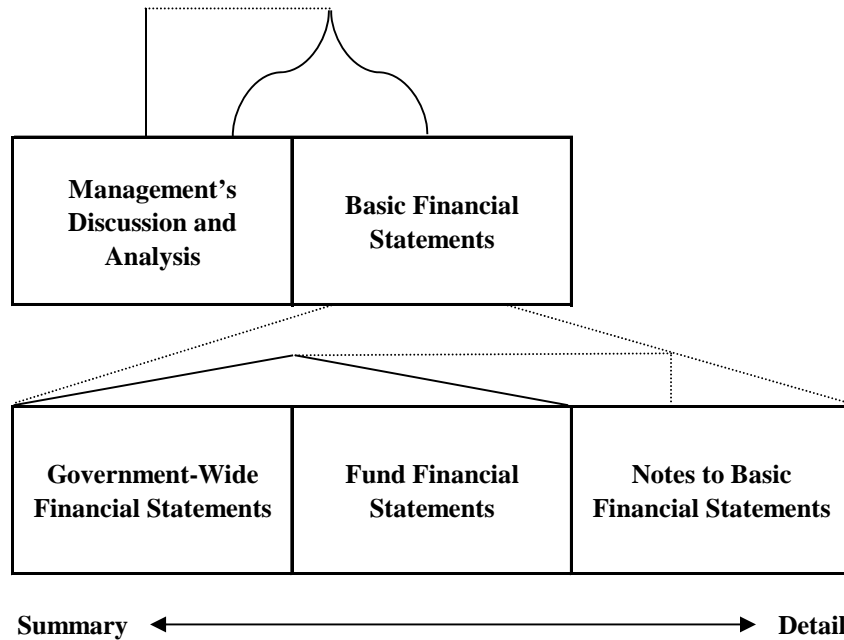 Management’s
Discussion and
Analysis
Basic Financial
Statements
Government-Wide
Financial Statements
Fund Financial
Statements
Notes to Basic
Financial Statements
Summary
Detail